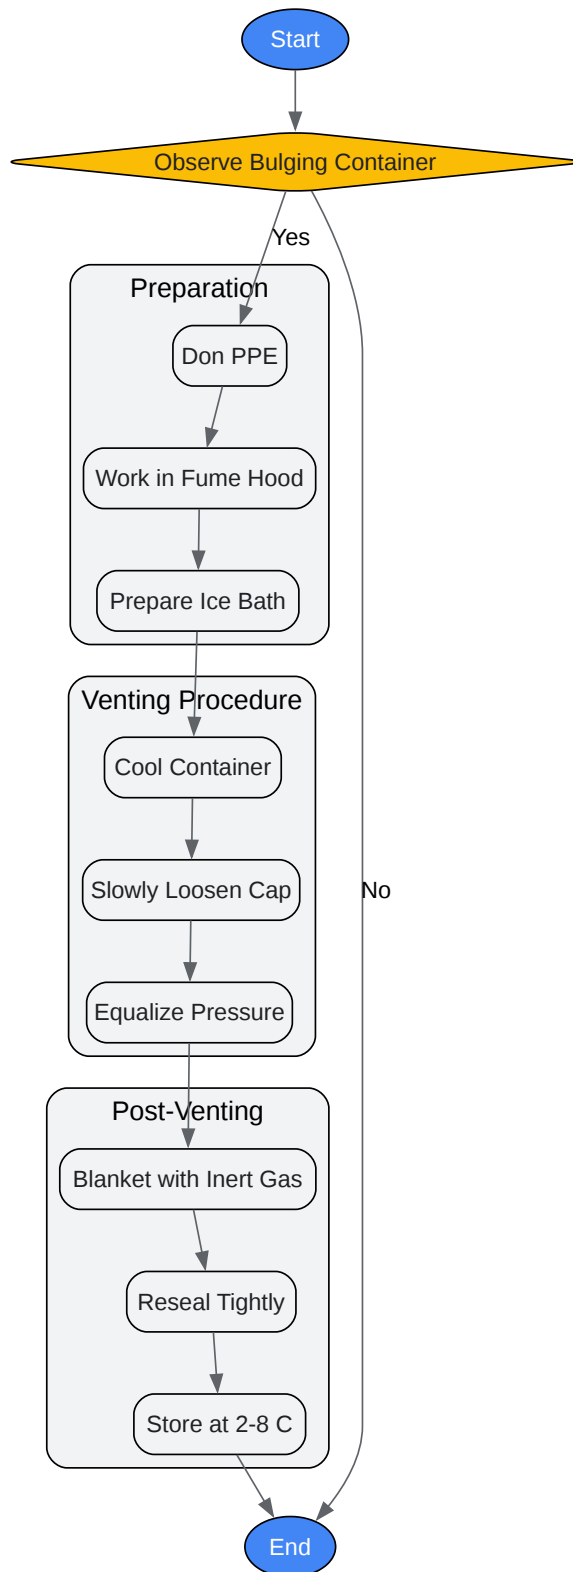 Start
Observe Bulging Container
Yes
Preparation
Don PPE
Work in Fume Hood
Prepare Ice Bath
Venting Procedure
Cool Container
Slowly Loosen Cap
No
Equalize Pressure
Post-Venting
Blanket with Inert Gas
Reseal Tightly
Store at 2-8 C
End